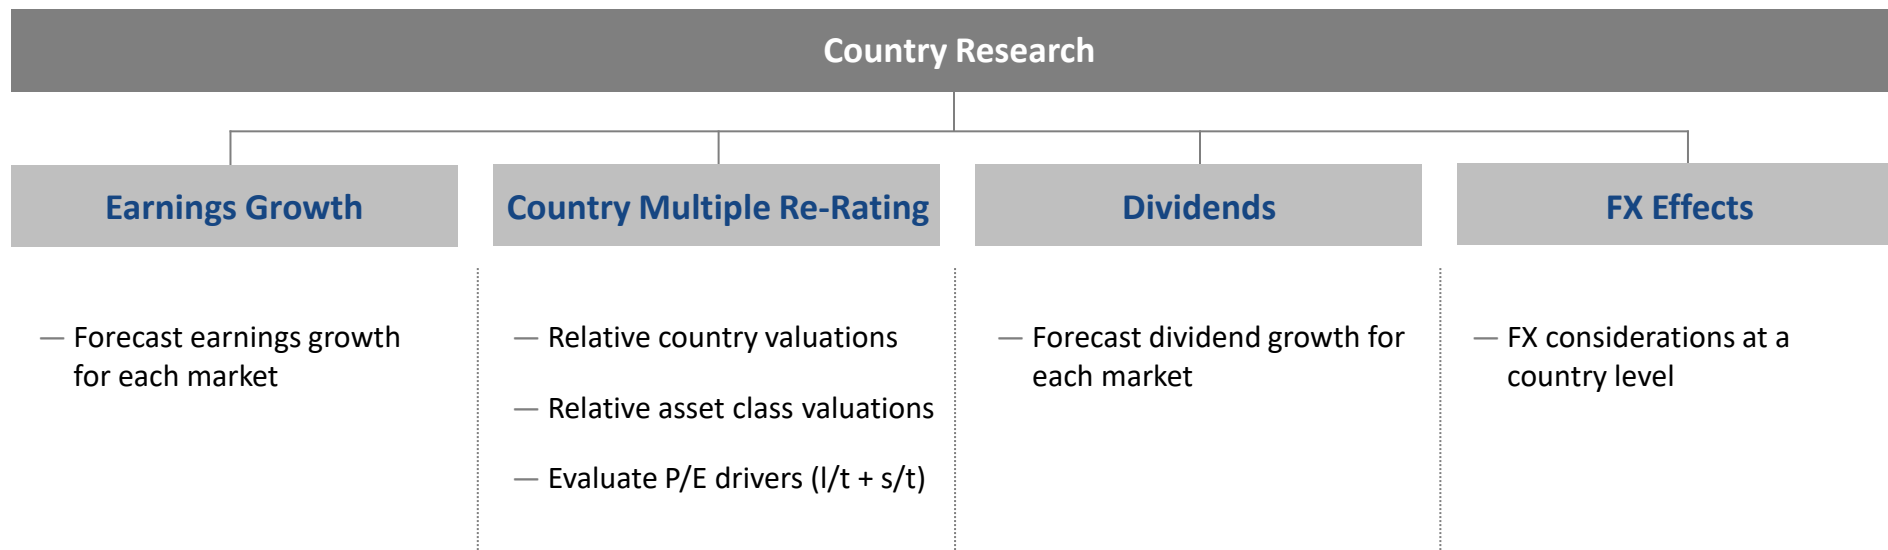 Country Research
Earnings Growth
Country Multiple Re-Rating
Dividends
FX Effects
— Forecast earnings growth
for each market
— Relative country valuations
— Relative asset class valuations
— Evaluate P/E drivers (l/t + s/t)
— Forecast dividend growth for
each market
— FX considerations at a
country level